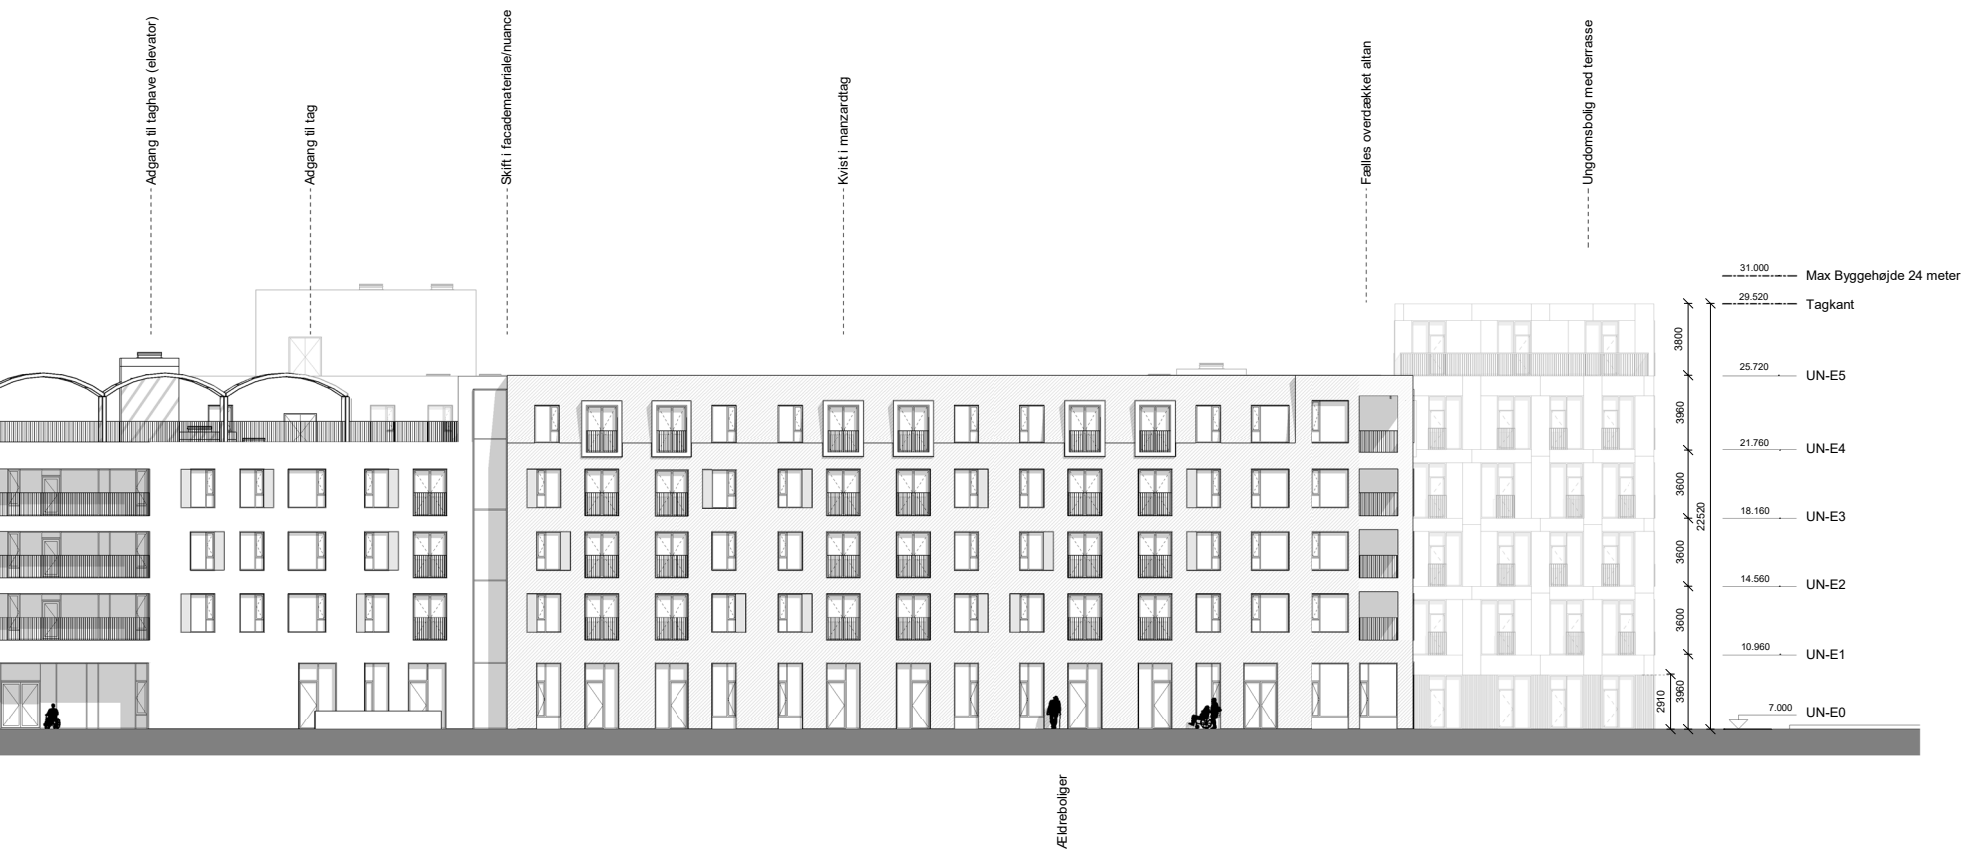 Adgang til taghave (elevator)
Adgang til tag
Skift i facademateriale/nuance
Kvist i manzardtag
Fælles overdækket altan
Ungdomsbolig med terrasse
31.000 Max Byggehøjde 24 meter
29.520 Tagkant
3800
25.720 UN-E5
3960
21.760 UN-E4
3600
18.160 UN-E3
22520
3600
14.560 UN-E2
3600
10.960 UN-E1
2910
3960
7.000 UN-E0
Ældreboliger